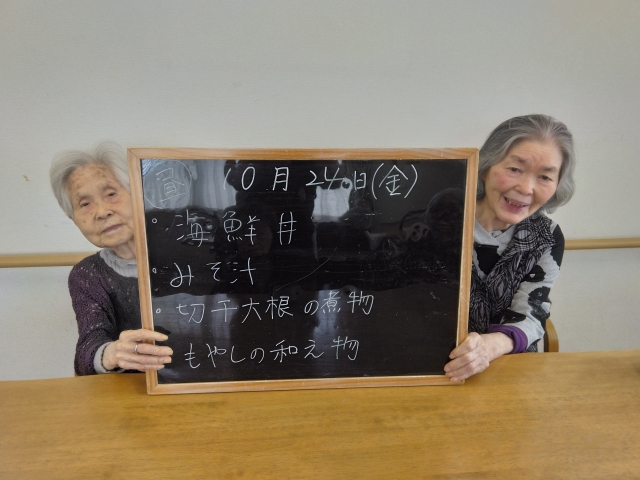 昼 10月24日(金)
・海鮮丼
・みそ汁
・切干大根の煮物
もやしの和え物